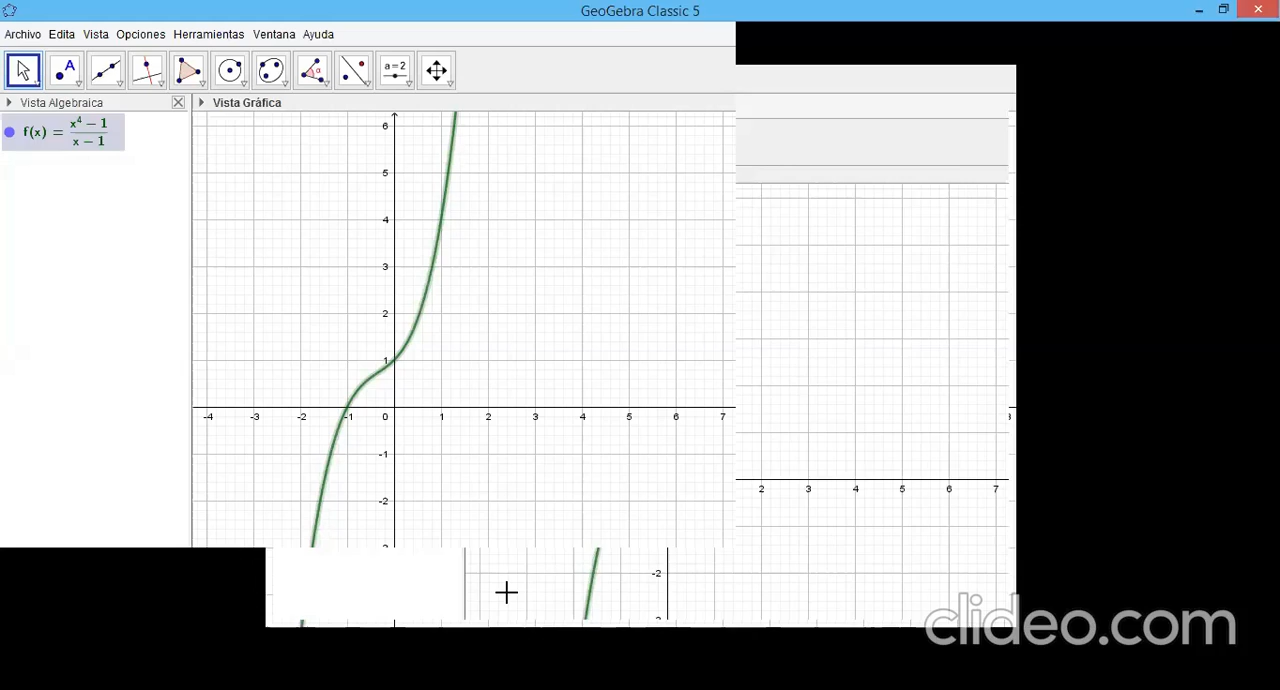 GeoGebra Classic 5
Archivo Edita Vista Opciones Herramientas Ventana Ayuda
A
α
a = 2
Vista Algebraica
Vista Gráfica
f(x) = x⁴ − 1 / x − 1
6
5
4
3
2
1
-4 -3 -2 -1 0 1 2 3 4 5 6 7
-1
-2
2 3 4 5 6 7
-2
clideo.com